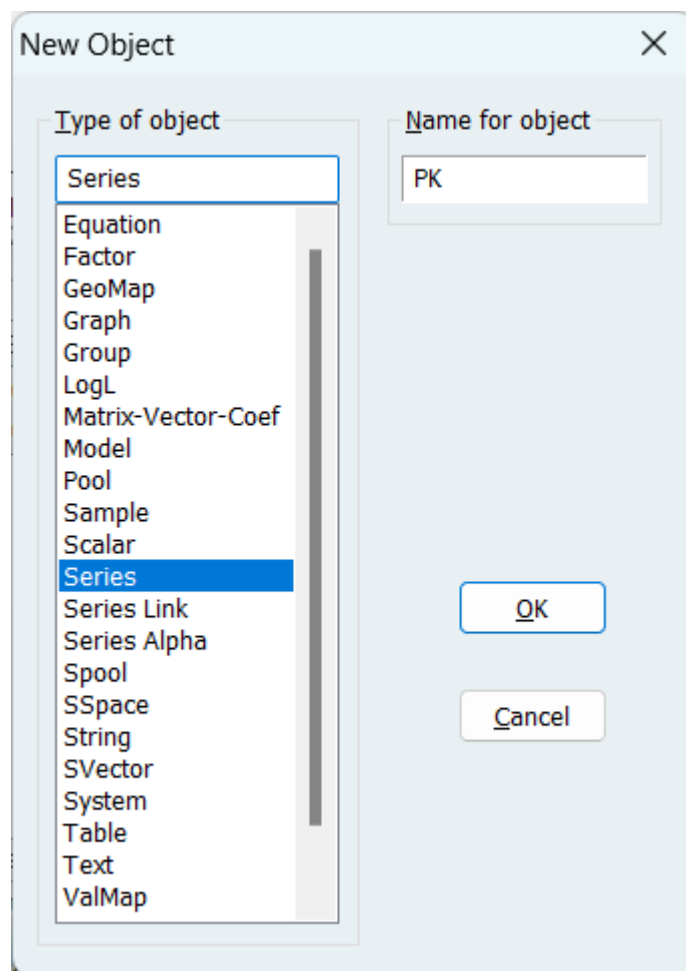 New Object
Type of object
Name for object
Series
PK
Equation
Factor
GeoMap
Graph
Group
LogL
Matrix-Vector-Coef
Model
Pool
Sample
Scalar
Series
Series Link
Series Alpha
Spool
SSpace
String
SVector
System
Table
Text
ValMap
OK
Cancel